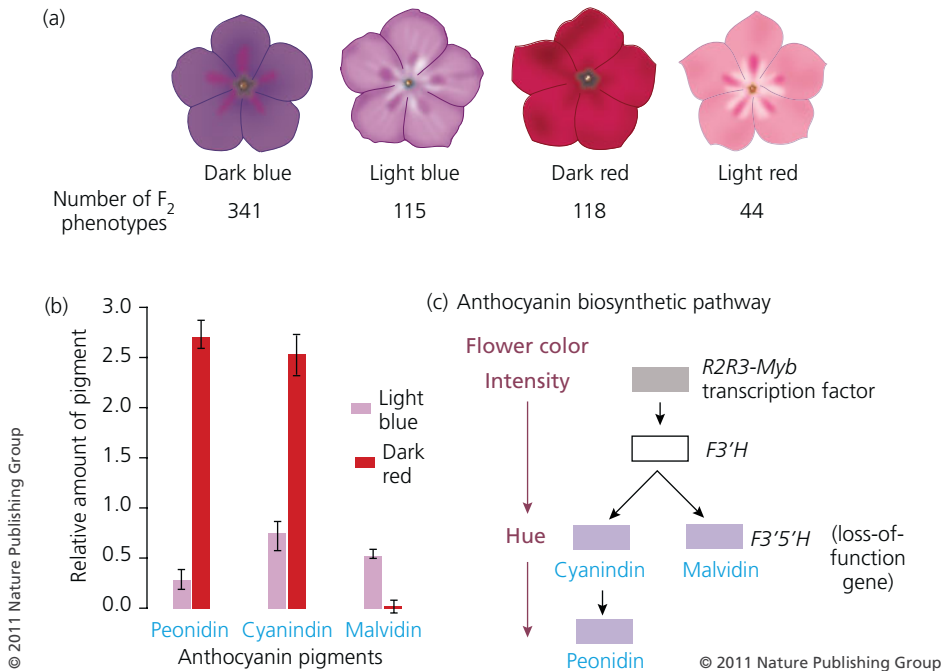 (a)
Dark blue Light blue Dark red Light red
Number of F2
phenotypes
341 115 118 44
(b)
Relative amount of pigment
3.0
2.5
2.0
1.5
1.0
0.5
0.0
Light
blue
Dark
red
Peonidin Cyanindin Malvidin
Anthocyanin pigments
(c) Anthocyanin biosynthetic pathway
Flower color
Intensity
R2R3-Myb
transcription factor
F3'H
Hue
F3'5'H
(loss-of-
function
gene)
Cyanindin Malvidin
Peonidin
© 2011 Nature Publishing Group
© 2011 Nature Publishing Group